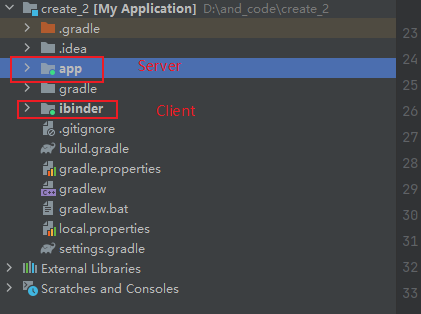 create_2 [My Application] D:\and_code\create_2
.gradle
23
.idea
24
app Server
25
gradle
ibinder Client
26
.gitignore
27
build.gradle
gradle.properties
28
gradlew
29
gradlew.bat
30
local.properties
settings.gradle
31
External Libraries
32
Scratches and Consoles
33